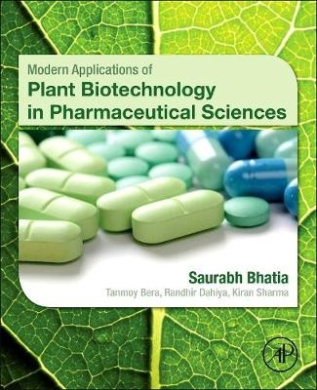 Modern Applications of
Plant Biotechnology
in Pharmaceutical Sciences
Saurabh Bhatia
Tanmoy Bera, Randhir Dahiya, Kiran Sharma